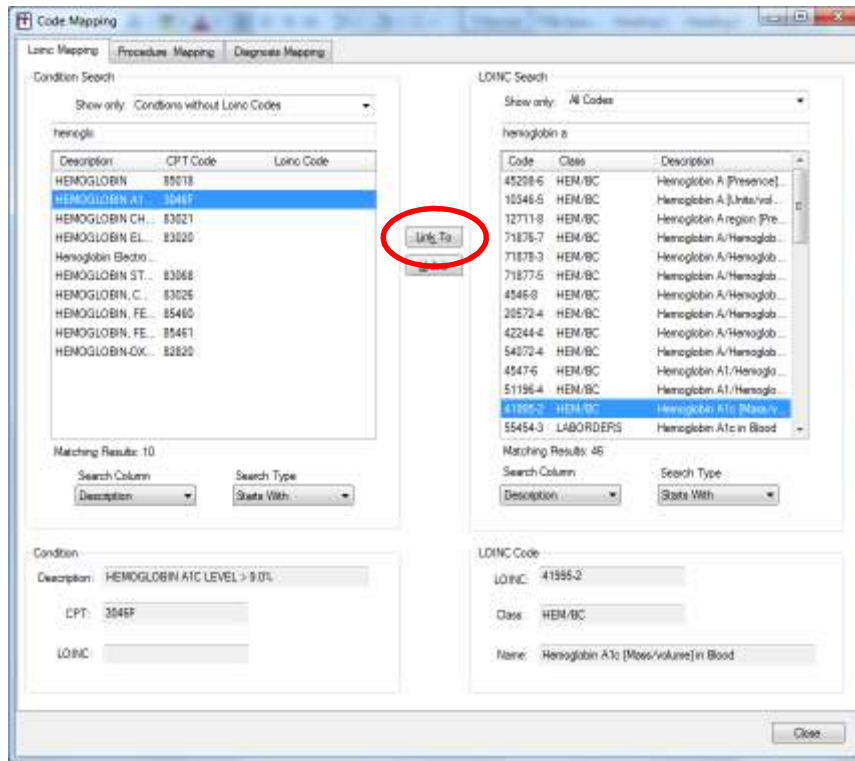 Code Mapping
Loinc Mapping Procedure Mapping Diagnosis Mapping
Condition Search
Show only: Conditions without Loinc Codes
hemoglo
Description CPT Code Loinc Code
HEMOGLOBIN 85018
HEMOGLOBIN A1... 3046F
HEMOGLOBIN CH... 83021
HEMOGLOBIN EL... 83020
Hemoglobin Electro...
HEMOGLOBIN ST... 83068
HEMOGLOBIN, C... 83026
HEMOGLOBIN, FE... 85460
HEMOGLOBIN, FE... 85461
HEMOGLOBIN-OX... 82820
Matching Results: 10
Search Column Search Type
Description Starts With
Link To
LOINC Search
Show only: All Codes
hemoglobin a
Code Class Description
45208-6 HEM/BC Hemoglobin A [Presence]...
10346-5 HEM/BC Hemoglobin A [Units/vol...
12711-8 HEM/BC Hemoglobin A region [Pre...
71876-7 HEM/BC Hemoglobin A/Hemoglob...
71878-3 HEM/BC Hemoglobin A/Hemoglob...
71877-5 HEM/BC Hemoglobin A/Hemoglob...
4546-8 HEM/BC Hemoglobin A/Hemoglob...
20572-4 HEM/BC Hemoglobin A/Hemoglob...
42244-4 HEM/BC Hemoglobin A/Hemoglob...
54072-4 HEM/BC Hemoglobin A/Hemoglob...
4547-6 HEM/BC Hemoglobin A1/Hemoglo...
51196-4 HEM/BC Hemoglobin A1/Hemoglo...
41995-2 HEM/BC Hemoglobin A1c [Mass/v...
55454-3 LABORDERS Hemoglobin A1c in Blood
Matching Results: 46
Search Column Search Type
Description Starts With
Condition
Description: HEMOGLOBIN A1C LEVEL > 9.0%
CPT: 3046F
LOINC:
LOINC Code
LOINC: 41995-2
Class: HEM/BC
Name: Hemoglobin A1c [Mass/volume] in Blood
Close